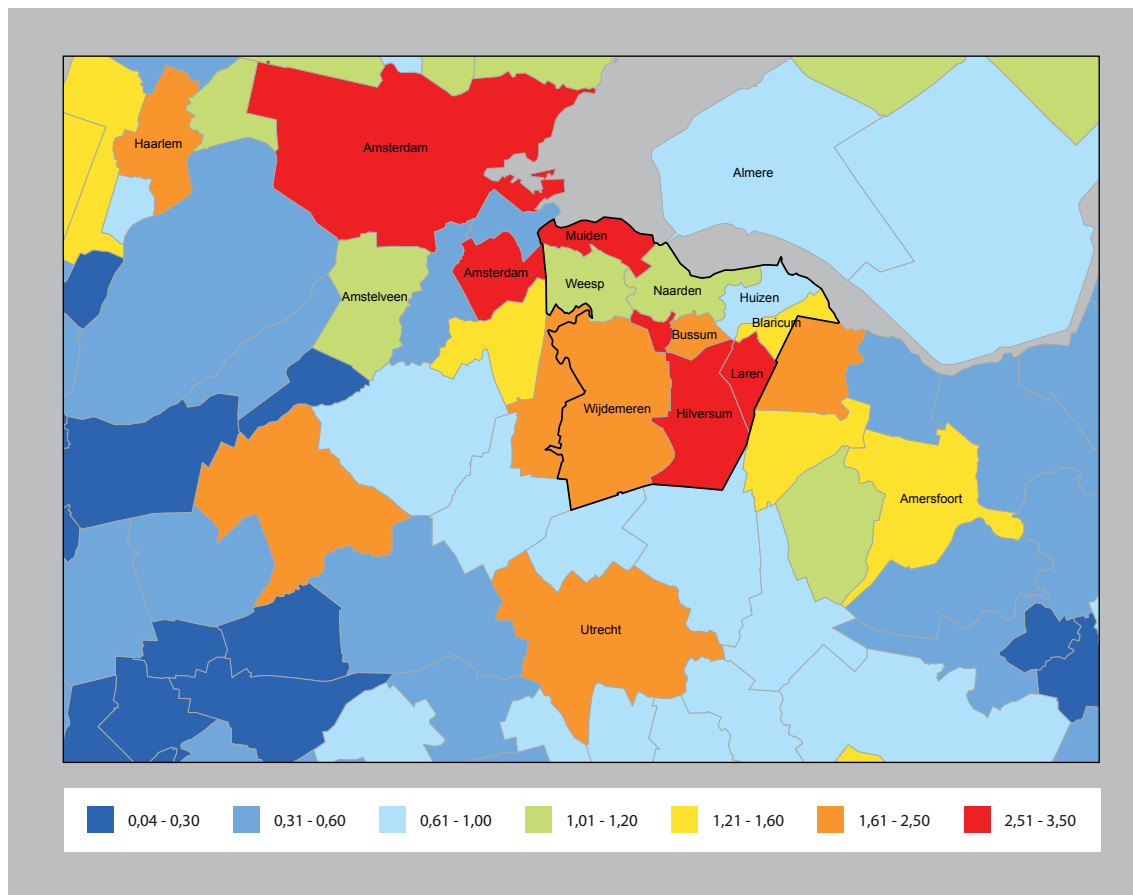 Haarlem
Amsterdam
Almere
Muiden
Amsterdam
Weesp
Naarden
Amstelveen
Huizen
Blaricum
Bussum
Laren
Wijdemeren
Hilversum
Amersfoort
Utrecht
0,04 - 0,30
0,31 - 0,60
0,61 - 1,00
1,01 - 1,20
1,21 - 1,60
1,61 - 2,50
2,51 - 3,50